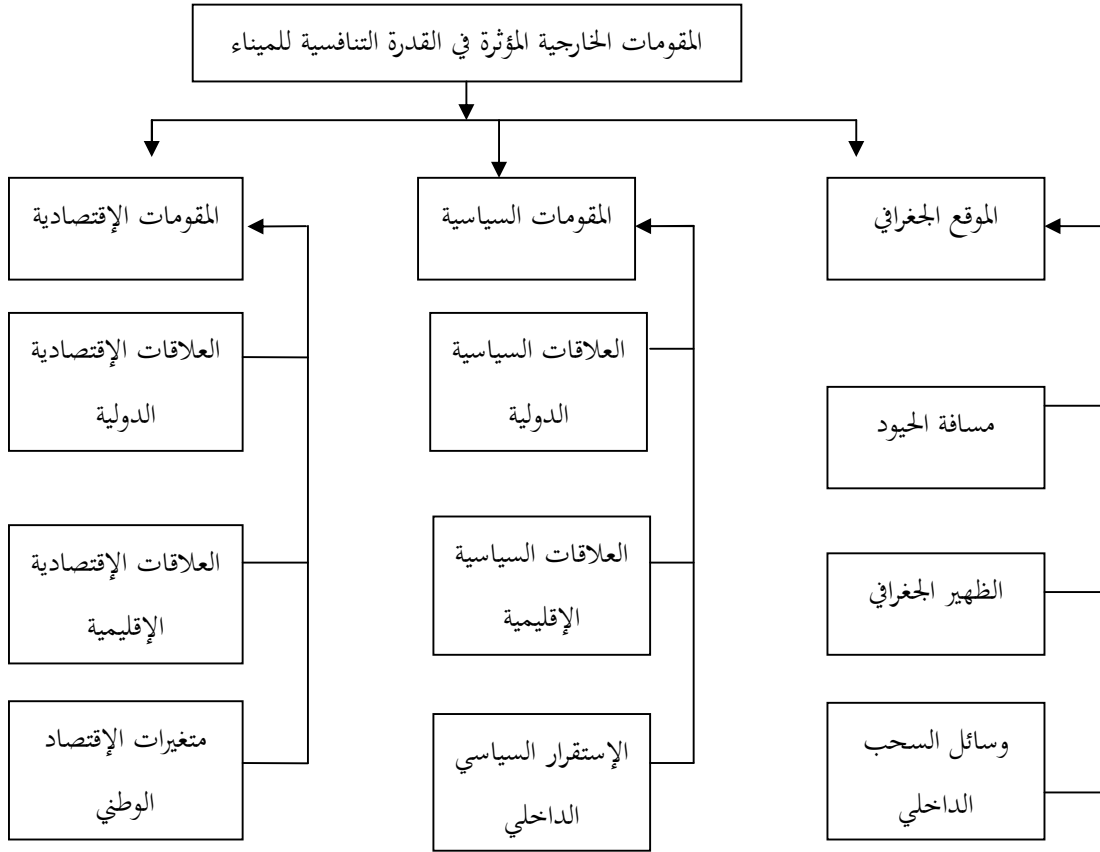 المقومات الخارجية المؤثرة في القدرة التنافسية للميناء
الموقع الجغرافي
مسافة الحيود
الظهير الجغرافي
وسائل السحب
الداخلي
المقومات السياسية
العلاقات السياسية
الدولية
العلاقات السياسية
الإقليمية
الإستقرار السياسي
الداخلي
المقومات الإقتصادية
العلاقات الإقتصادية
الدولية
العلاقات الإقتصادية
الإقليمية
متغيرات الإقتصاد
الوطني